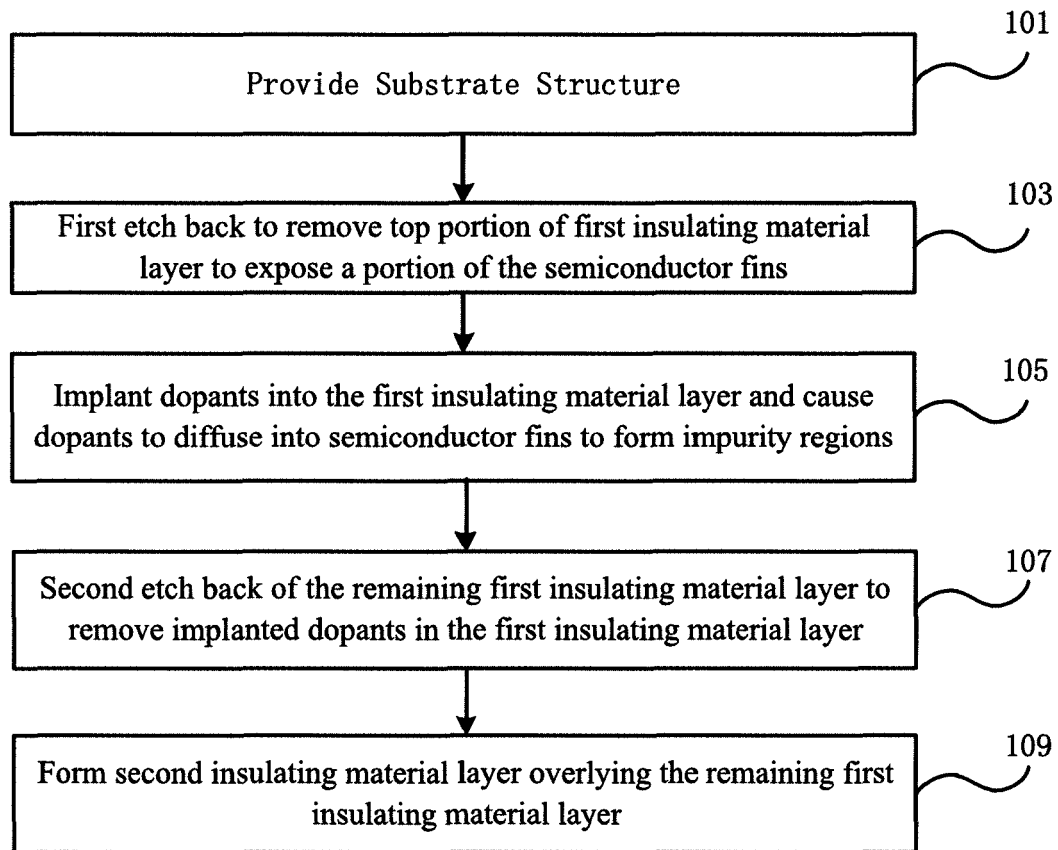 101
Provide Substrate Structure
103
First etch back to remove top portion of first insulating material
layer to expose a portion of the semiconductor fins
105
Implant dopants into the first insulating material layer and cause
dopants to diffuse into semiconductor fins to form impurity regions
107
Second etch back of the remaining first insulating material layer to
remove implanted dopants in the first insulating material layer
109
Form second insulating material layer overlying the remaining first
insulating material layer